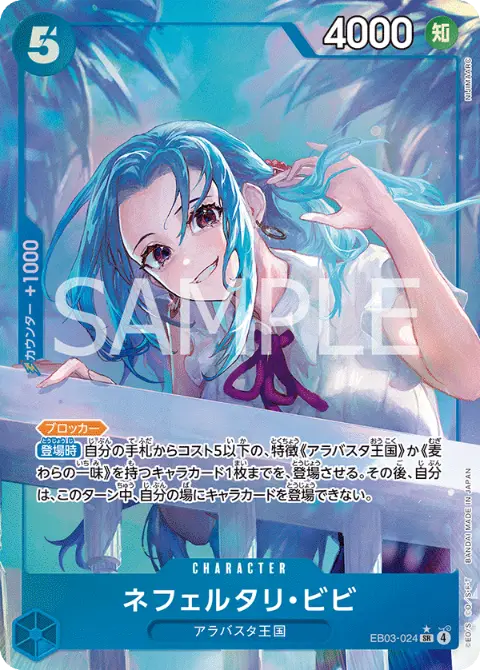 5
4000 知
NIJIMAARC
カウンター +1000
SAMPLE
ブロッカー
登場時 自分の手札からコスト5以下の、特徴《アラバスタ王国》か《麦
わらの一味》を持つキャラカード1枚までを、登場させる。その後、自分
は、このターン中、自分の場にキャラカードを登場できない。
CHARACTER
ネフェルタリ・ビビ
アラバスタ王国
EB03-024 SR 4
©E.O/S. ©O./S.･F･T BANDAI MADE IN JAPAN